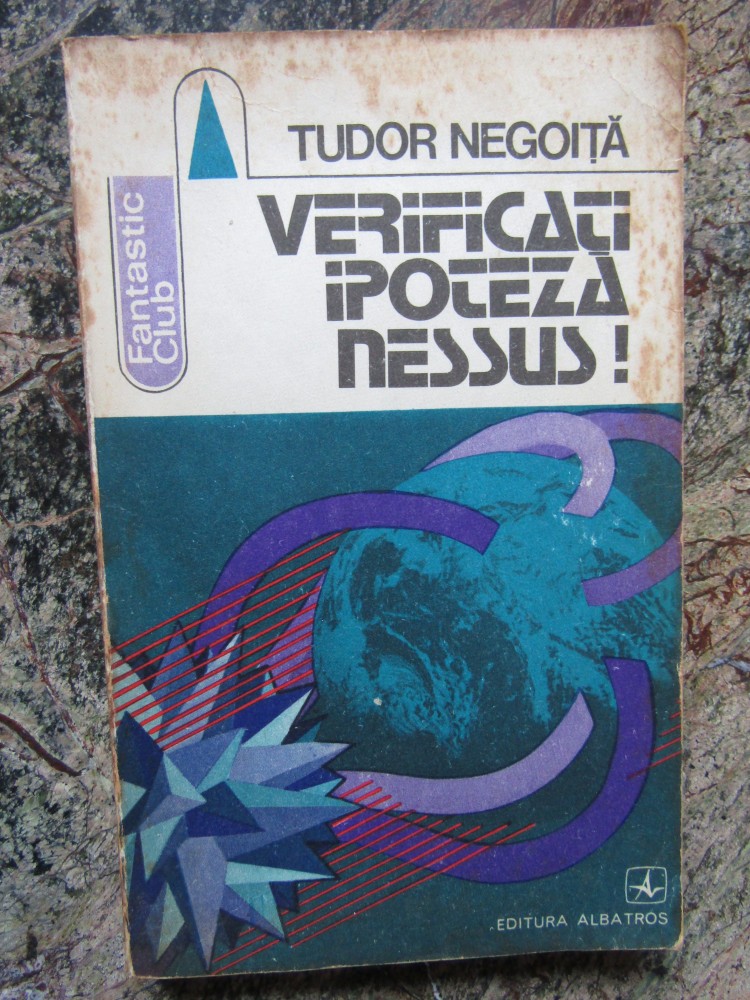 TUDOR NEGOIȚĂ
Fantastic
Club
VERIFICAȚI
IPOTEZA
NESSUS!
EDITURA ALBATROS